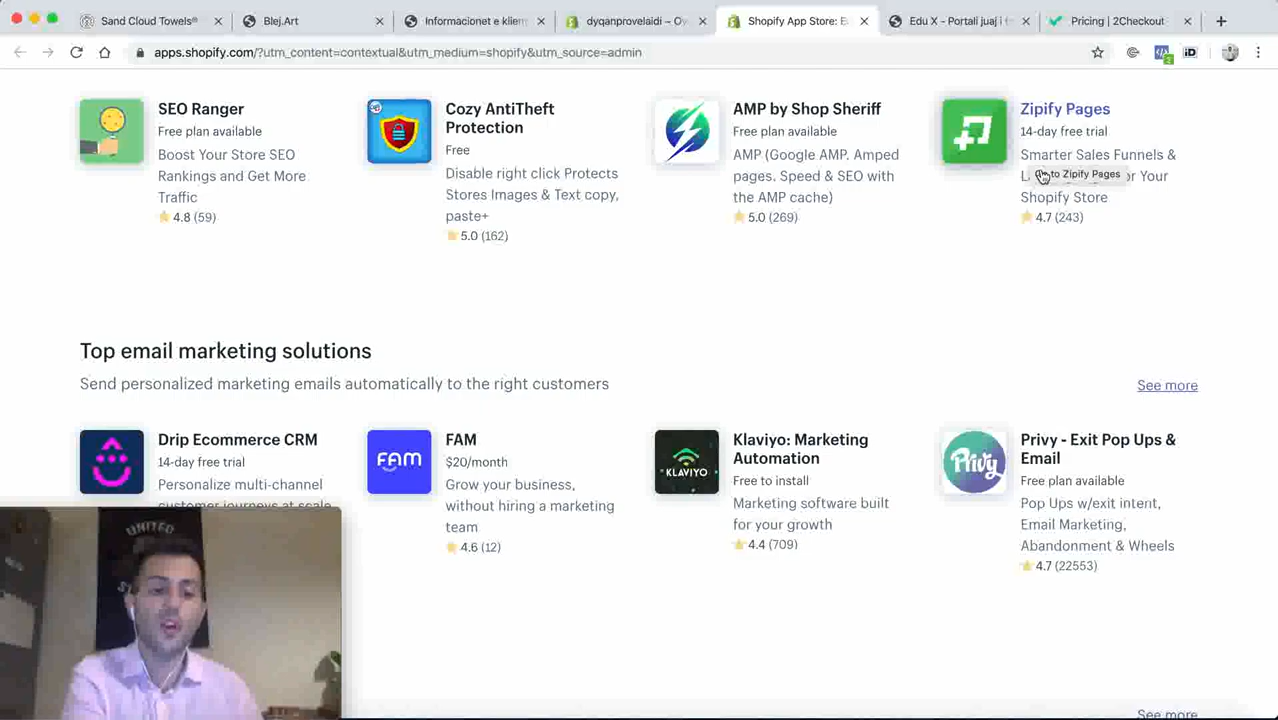 Sand Cloud Towels®
Blej.Art
Informacionet e klien
dyqanprovelaidi – Oy
Shopify App Store: E
Edu X - Portali juaj i t
Pricing | 2Checkout
apps.shopify.com/?utm_content=contextual&utm_medium=shopify&utm_source=admin
SEO Ranger
Free plan available
Boost Your Store SEO
Rankings and Get More
Traffic
4.8 (59)
Cozy AntiTheft
Protection
Free
Disable right click Protects
Stores Images & Text copy,
paste+
5.0 (162)
AMP by Shop Sheriff
Free plan available
AMP (Google AMP. Amped
pages. Speed & SEO with
the AMP cache)
5.0 (269)
Zipify Pages
14-day free trial
Smarter Sales Funnels &
or Your
to Zipify Pages
Shopify Store
4.7 (243)
Top email marketing solutions
Send personalized marketing emails automatically to the right customers
See more
Drip Ecommerce CRM
14-day free trial
Personalize multi-channel
customer journeys at scale
FAM
FAM
$20/month
Grow your business,
without hiring a marketing
team
4.6 (12)
KLAVIYO
Klaviyo: Marketing
Automation
Free to install
Marketing software built
for your growth
4.4 (709)
Privy
Privy - Exit Pop Ups &
Email
Free plan available
Pop Ups w/exit intent,
Email Marketing,
Abandonment & Wheels
4.7 (22553)
UNITED
See more